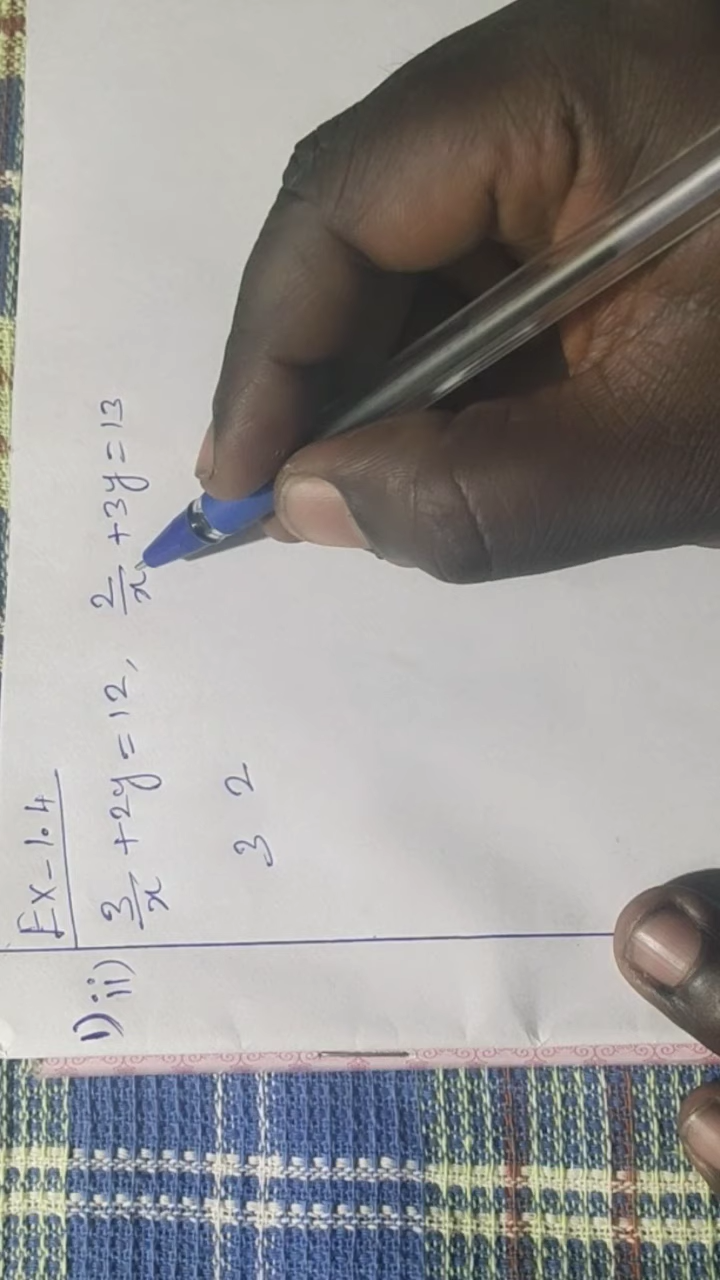 Ex-1.4
1) ii) 3/x + 2y = 12, 2/x + 3y = 13
3 2